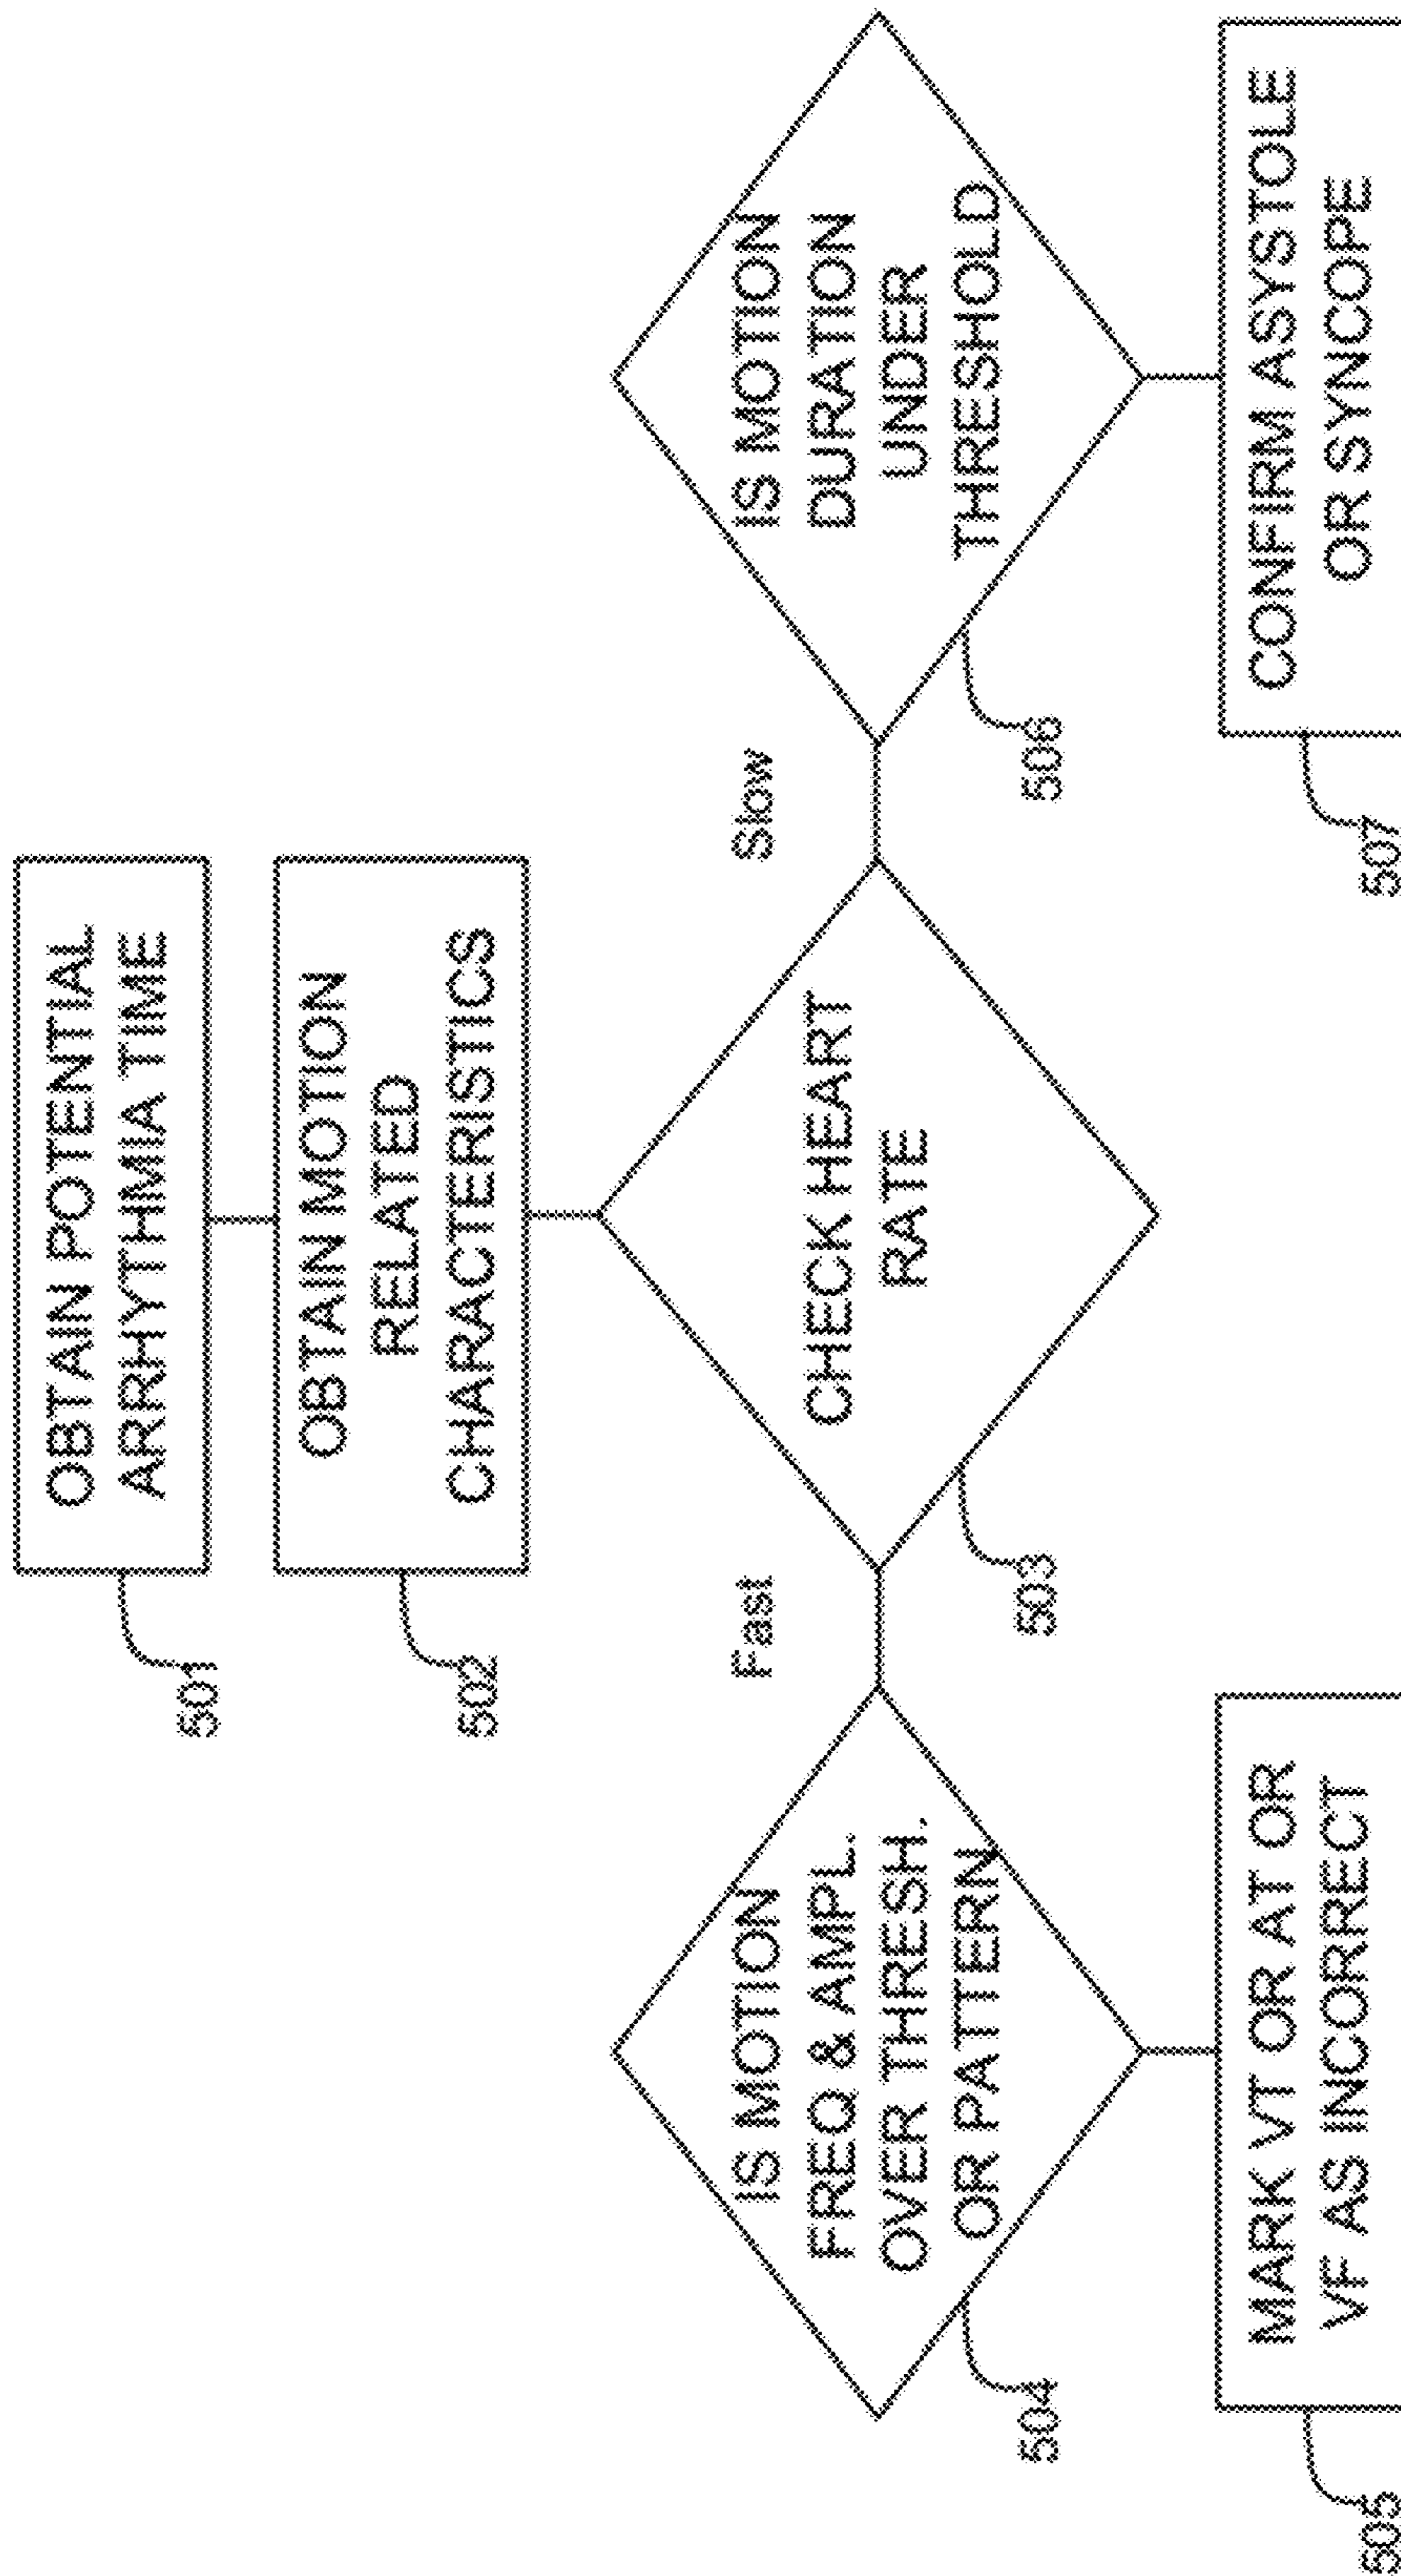 OBTAIN POTENTIAL
ARRHYTHMIA TIME
501
OBTAIN MOTION
RELATED
CHARACTERISTICS
502
CHECK HEART
RATE
503
Fast
Slow
IS MOTION
FREQ & AMPL.
OVER THRESH.
OR PATTERN
504
IS MOTION
DURATION
UNDER
THRESHOLD
506
MARK VT OR AT OR
VF AS INCORRECT
505
CONFIRM ASYSTOLE
OR SYNCOPE
507